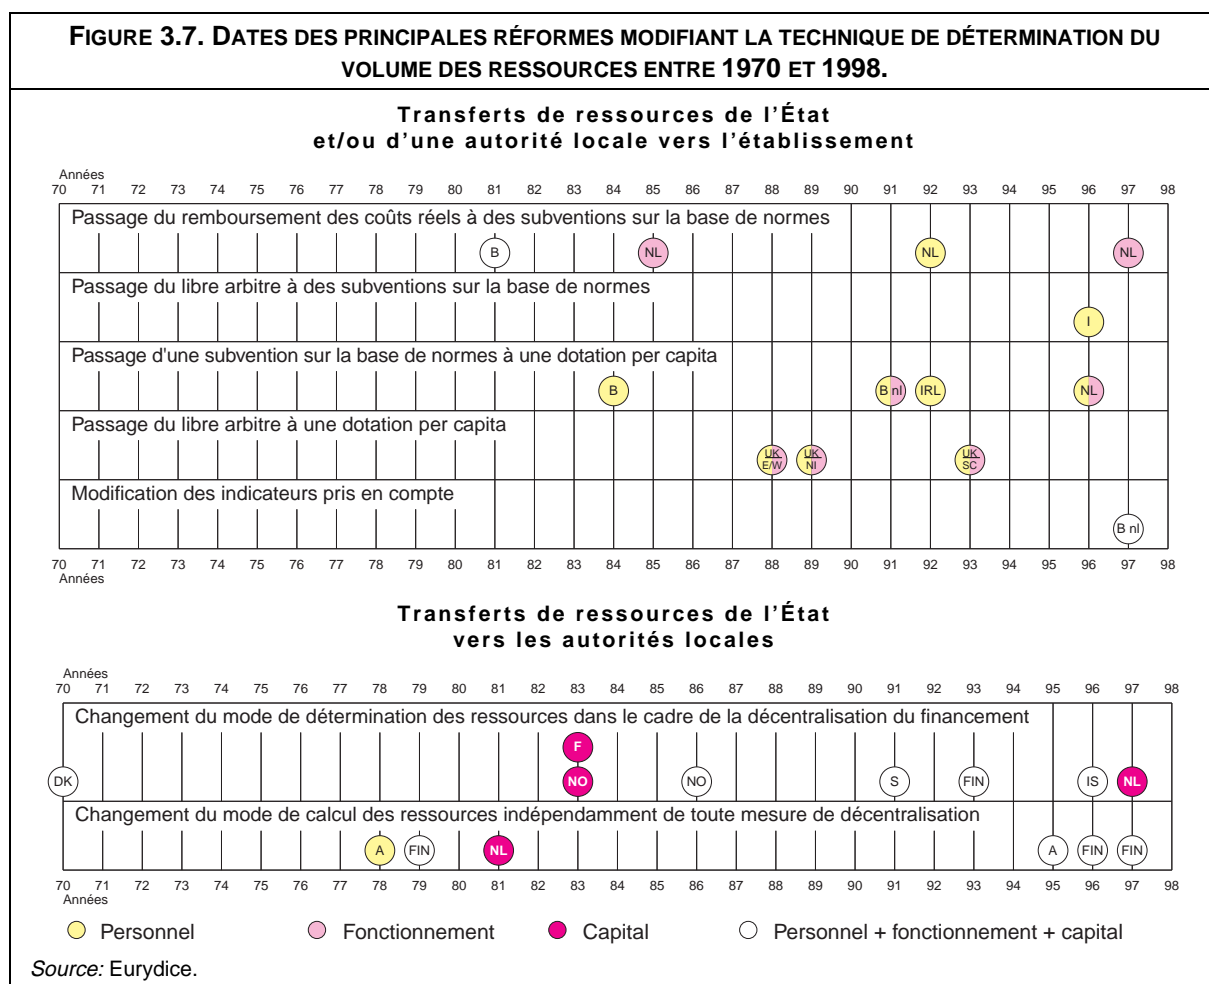 FIGURE 3.7. DATES DES PRINCIPALES RÉFORMES MODIFIANT LA TECHNIQUE DE DÉTERMINATION DU
VOLUME DES RESSOURCES ENTRE 1970 ET 1998.
Transferts de ressources de l'État
et/ou d'une autorité locale vers l'établissement
Années
70 71 72 73 74 75 76 77 78 79 80 81 82 83 84 85 86 87 88 89 90 91 92 93 94 95 96 97 98
Passage du remboursement des coûts réels à des subventions sur la base de normes
B NL NL NL
Passage du libre arbitre à des subventions sur la base de normes
I
Passage d'une subvention sur la base de normes à une dotation per capita
B B nl IRL NL
Passage du libre arbitre à une dotation per capita
UK UK UK
E/W NI SC
Modification des indicateurs pris en compte
B nl
70 71 72 73 74 75 76 77 78 79 80 81 82 83 84 85 86 87 88 89 90 91 92 93 94 95 96 97 98
Années
Transferts de ressources de l'État
vers les autorités locales
Années
70 71 72 73 74 75 76 77 78 79 80 81 82 83 84 85 86 87 88 89 90 91 92 93 94 95 96 97 98
Changement du mode de détermination des ressources dans le cadre de la décentralisation du financement
F
DK NO NO S FIN IS NL
Changement du mode de calcul des ressources indépendamment de toute mesure de décentralisation
A FIN NL A FIN FIN
70 71 72 73 74 75 76 77 78 79 80 81 82 83 84 85 86 87 88 89 90 91 92 93 94 95 96 97 98
Années
Personnel Fonctionnement Capital Personnel + fonctionnement + capital
Source: Eurydice.